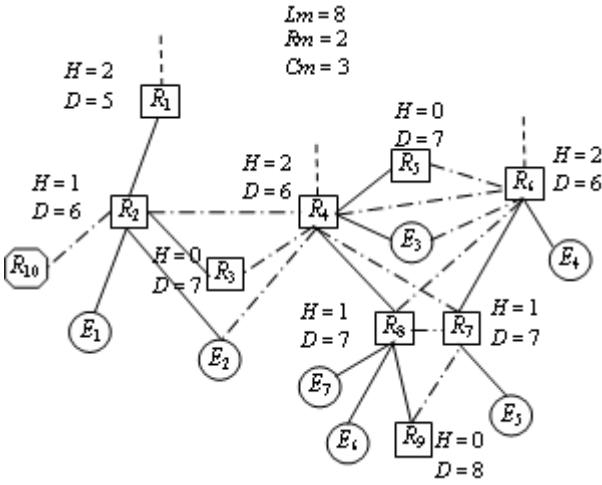 Lm = 8
Rm = 2
Cm = 3
H = 2
D = 5
R1
H = 0
D = 7
R5
H = 2
D = 6
R6
H = 1
D = 6
R2
H = 2
D = 6
R4
E3
E4
R10
H = 0
D = 7
R3
E1
E2
H = 1
D = 7
R8
R7
H = 1
D = 7
E7
E6
R9
E5
H = 0
D = 8